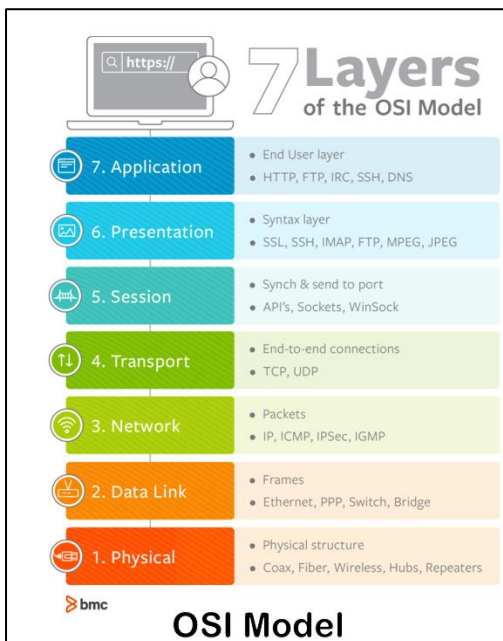 https://
7 Layers
of the OSI Model
7. Application
• End User layer
• HTTP, FTP, IRC, SSH, DNS
6. Presentation
• Syntax layer
• SSL, SSH, IMAP, FTP, MPEG, JPEG
5. Session
• Synch & send to port
• API's, Sockets, WinSock
4. Transport
• End-to-end connections
• TCP, UDP
3. Network
• Packets
• IP, ICMP, IPSec, IGMP
2. Data Link
• Frames
• Ethernet, PPP, Switch, Bridge
1. Physical
• Physical structure
• Coax, Fiber, Wireless, Hubs, Repeaters
bmc
OSI Model